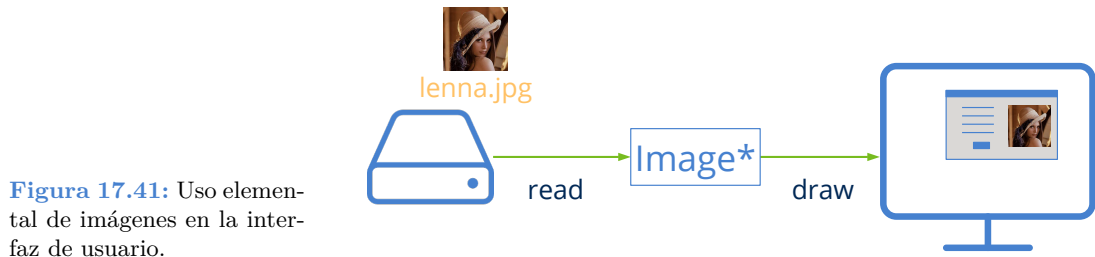 lenna.jpg
Image*
read
draw
Figura 17.41: Uso elemen-
tal de imágenes en la inter-
faz de usuario.